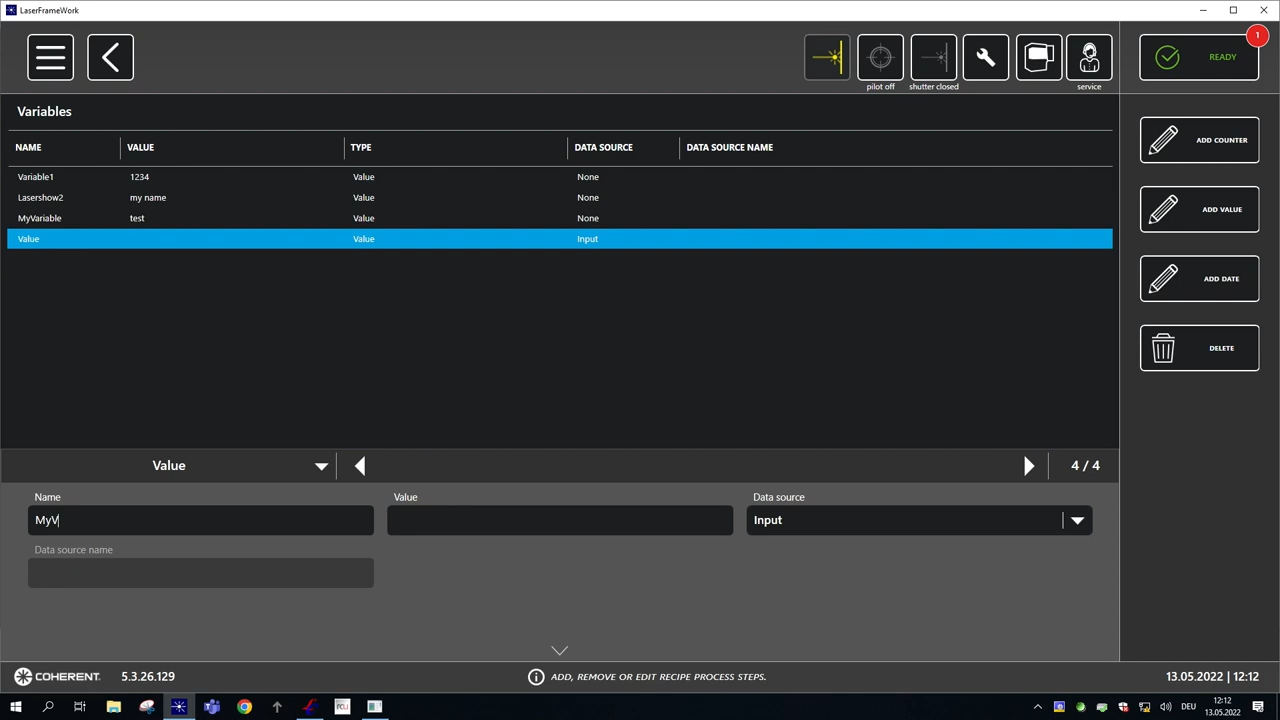 LaserFrameWork
1
READY
pilot off
shutter closed
service
Variables
NAME VALUE TYPE DATA SOURCE DATA SOURCE NAME
Variable1 1234 Value None
Lasershow2 my name Value None
MyVariable test Value None
Value Value Input
ADD COUNTER
ADD VALUE
ADD DATE
DELETE
Value 4 / 4
Name Value Data source
MyV Input
Data source name
COHERENT. 5.3.26.129 ADD, REMOVE OR EDIT RECIPE PROCESS STEPS. 13.05.2022 | 12:12
RCU DEU 12:12
13.05.2022